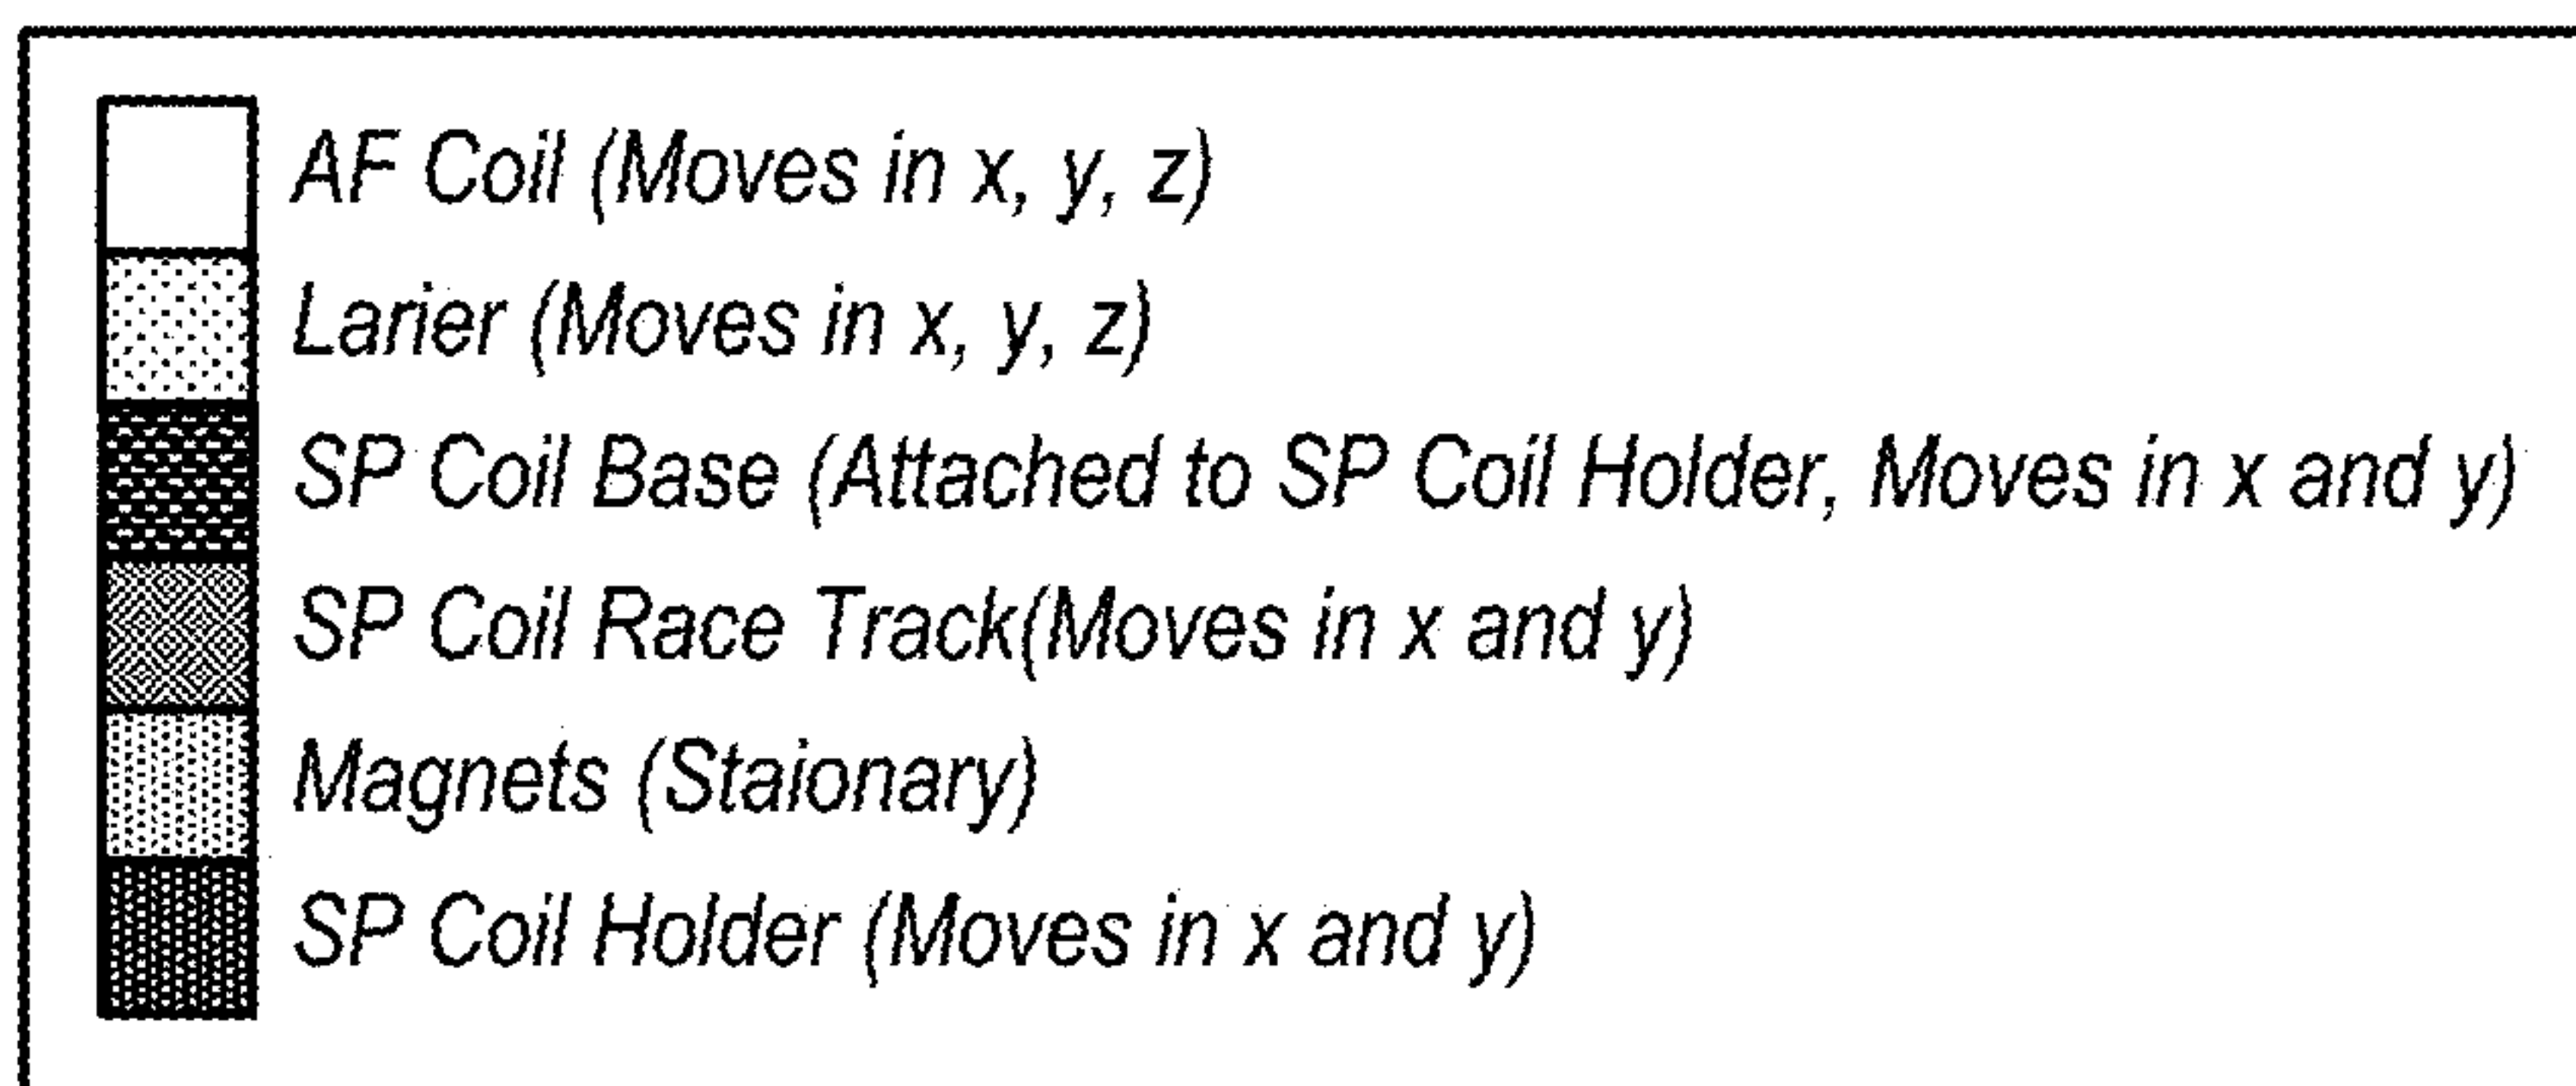 AF Coil (Moves in x, y, z)
Larier (Moves in x, y, z)
SP Coil Base (Attached to SP Coil Holder, Moves in x and y)
SP Coil Race Track(Moves in x and y)
Magnets (Staionary)
SP Coil Holder (Moves in x and y)